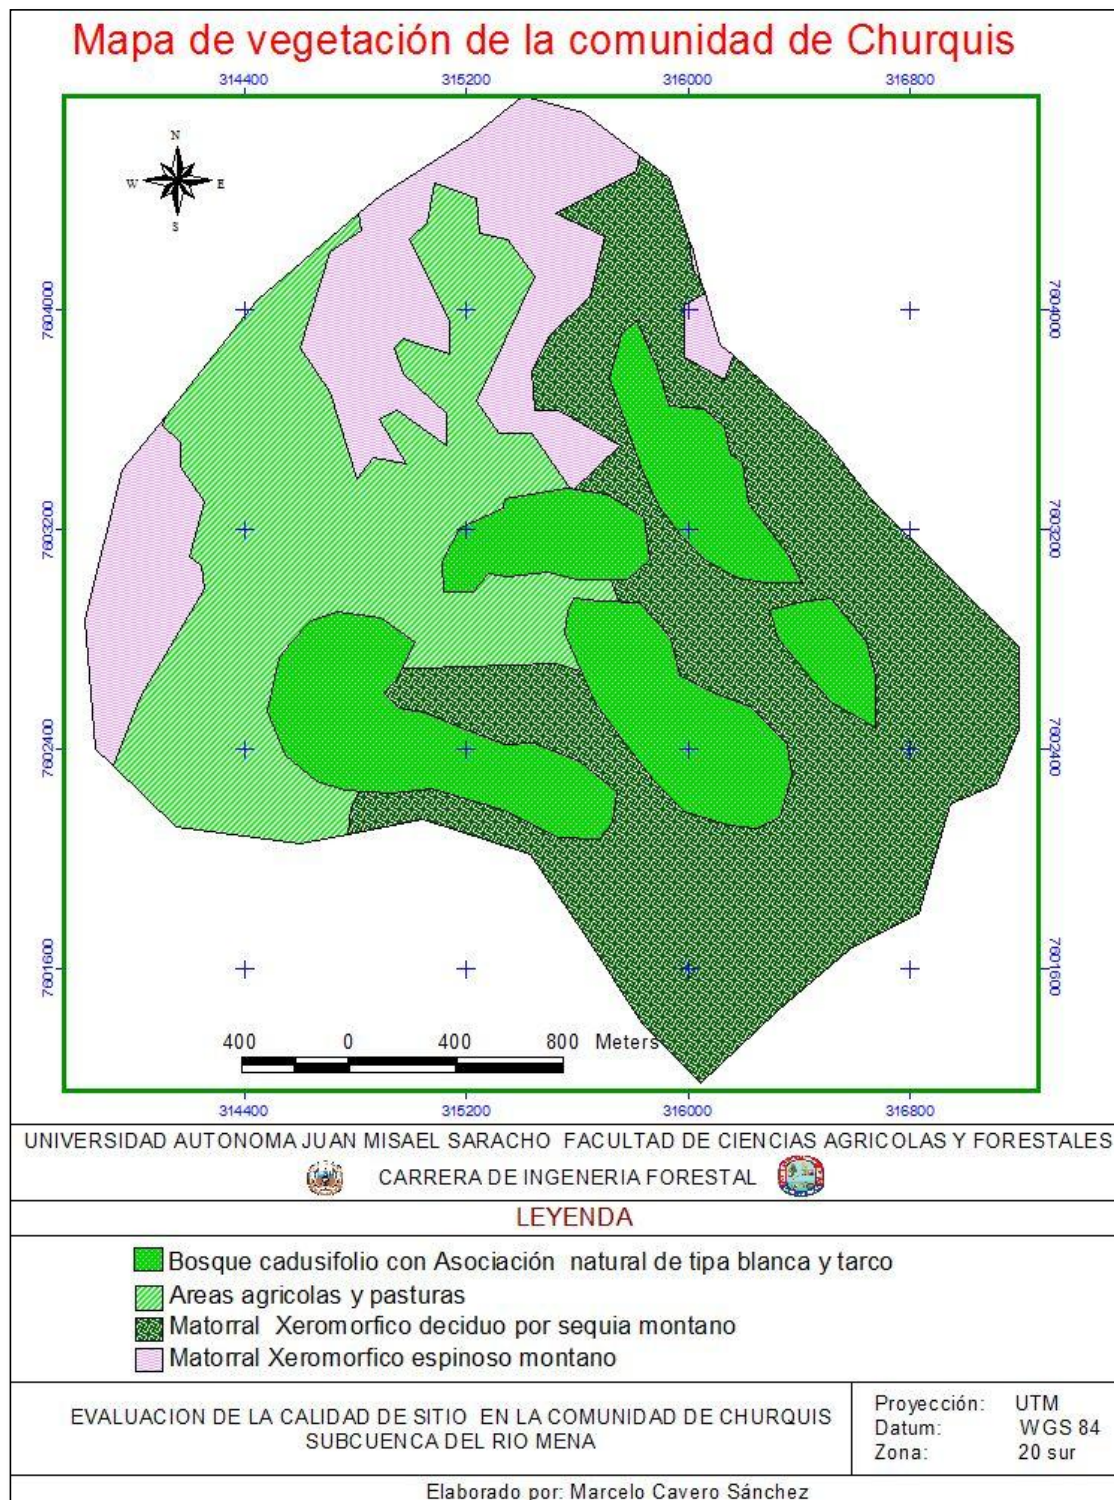 Mapa de vegetación de la comunidad de Churquis
314400 315200 316000 316800
N
W E
S
7604000 7604000
7603200 7603200
7602400 7602400
7601600 7601600
400 0 400 800 Meters
314400 315200 316000 316800
UNIVERSIDAD AUTONOMA JUAN MISAEL SARACHO FACULTAD DE CIENCIAS AGRICOLAS Y FORESTALES
CARRERA DE INGENERIA FORESTAL
LEYENDA
Bosque cadusifolio con Asociación natural de tipa blanca y tarco
Areas agricolas y pasturas
Matorral Xeromorfico deciduo por sequia montano
Matorral Xeromorfico espinoso montano
EVALUACION DE LA CALIDAD DE SITIO EN LA COMUNIDAD DE CHURQUIS
SUBCUENCA DEL RIO MENA
Proyección: UTM
Datum: WGS 84
Zona: 20 sur
Elaborado por: Marcelo Cavero Sánchez